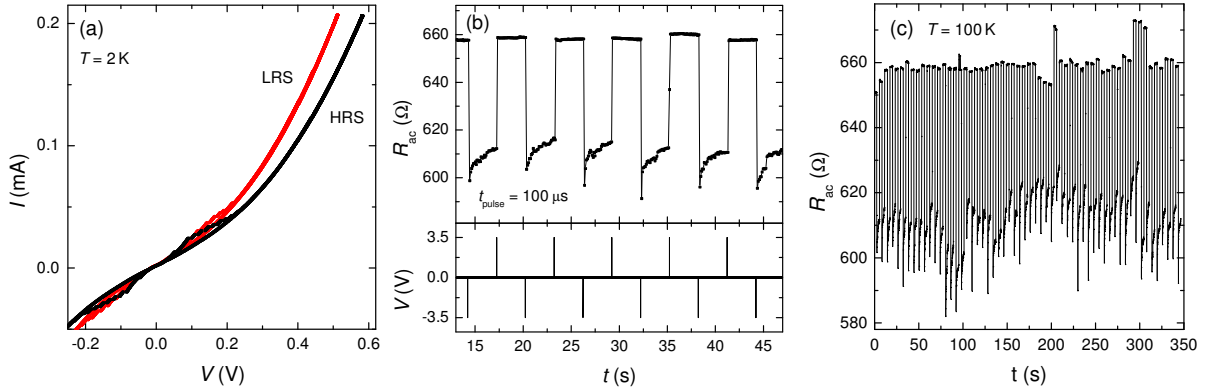 (a)
T = 2 K
LRS
HRS
I (mA)
0.2
0.1
0.0
-0.2 0.0 0.2 0.4 0.6
V (V)
(b)
R_ac (Ω)
660
640
620
600
t_pulse = 100 μs
V (V)
3.5
0.0
-3.5
15 20 25 30 35 40 45
t (s)
(c) T = 100 K
R_ac (Ω)
660
640
620
600
580
0 50 100 150 200 250 300 350
t (s)